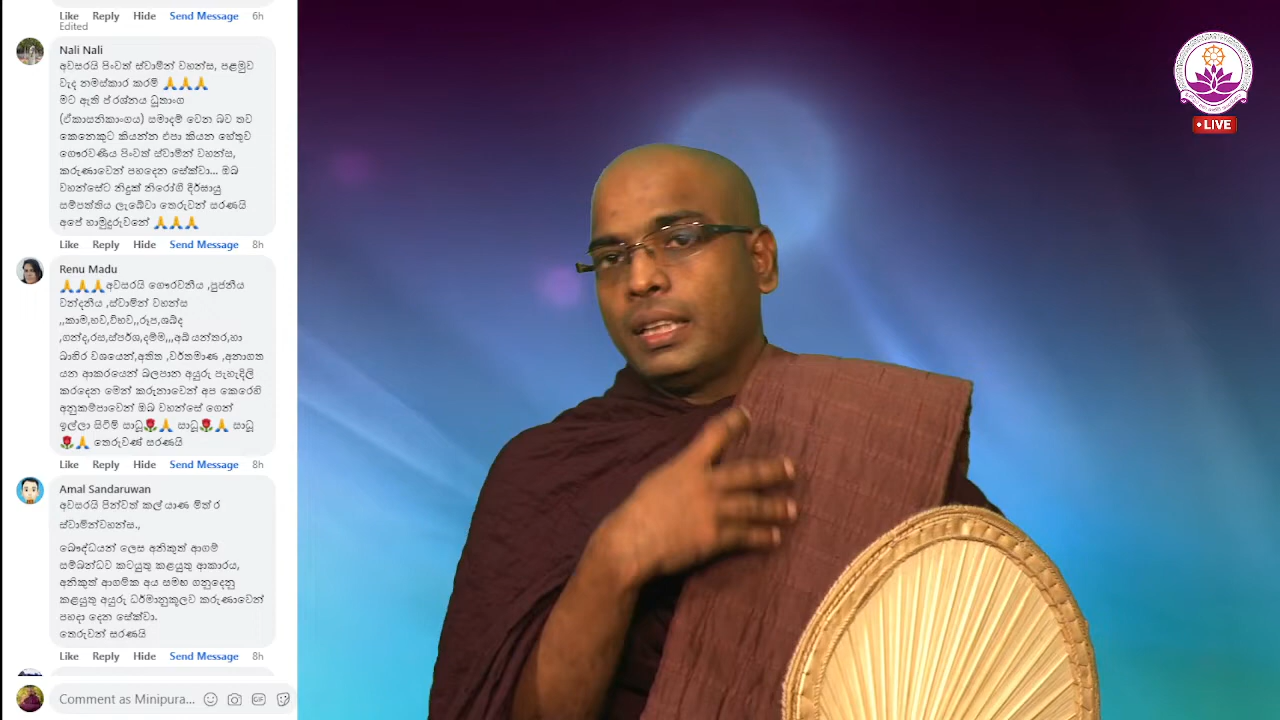 Like Reply Hide Send Message 6h
Edited
Nali Nali
අවසරයි පිංවත් ස්වාමීන් වහන්ස, පළමුව
වැද නමස්කාර කරමි 🙏🙏🙏
මට ඇති ප්‍රශ්නය ධූතාංග
(ඒකාසනිකාංගය) සමාදම් වෙන බව තව
කෙනෙකුට කියන්න එපා කියන හේතුව
ගෞරවණීය පිංවත් ස්වාමීන් වහන්ස,
කරුණාවෙන් පහදෙන සේක්වා... ඔබ
වහන්සේට නිදුක් නිරෝගි දීර්ඝායු
සම්පත්තිය ලැබේවා තෙරුවන් සරණයි
අපේ හාමුදුරුවනේ 🙏🙏🙏
Like Reply Hide Send Message 8h
Renu Madu
🙏🙏🙏අවසරයි ගෞරවනීය ,පුජනීය
වන්දනීය ,ස්වාමීන් වහන්ස
,,කාම,භව,විභව,,රූප,ශබ්ද
,ගන්ද,රස,ස්පර්ශ,දම්ම,,,අබ්‍යන්තර,හා
බාහිර වශයෙන්,අතිත ,වර්තමාණ ,අනාගත
යන ආකරයෙන් බලපාන අයුරු පැහැදිලි
කරදෙන මෙන් කරුනාවෙන් අප කෙරෙහි
අනුකම්පාවෙන් ඔබ වහන්සේ ගෙන්
ඉල්ලා සිටිමි සාධු🌹🙏 සාධු🌹🙏 සාධූ
🌹🙏 තෙරුවණ් සරණයි
Like Reply Hide Send Message 8h
Amal Sandaruwan
අවසරයි පින්වත් කල්‍යාණ මිත්‍ර
ස්වාමින්වහන්ස.,
බෞද්ධයන් ලෙස අනිකුත් ආගම්
සම්බන්ධව කටයුතු කළයුතු ආකාරය,
අනිකුත් ආගමික අය සමඟ ගනුදෙනු
කළයුතු අයුරු ධර්මානුකූලව කරුණාවෙන්
පහදා දෙන සේක්වා.
තෙරුවන් සරණයි
Like Reply Hide Send Message 8h
Comment as Minipura...
GIF
• LIVE